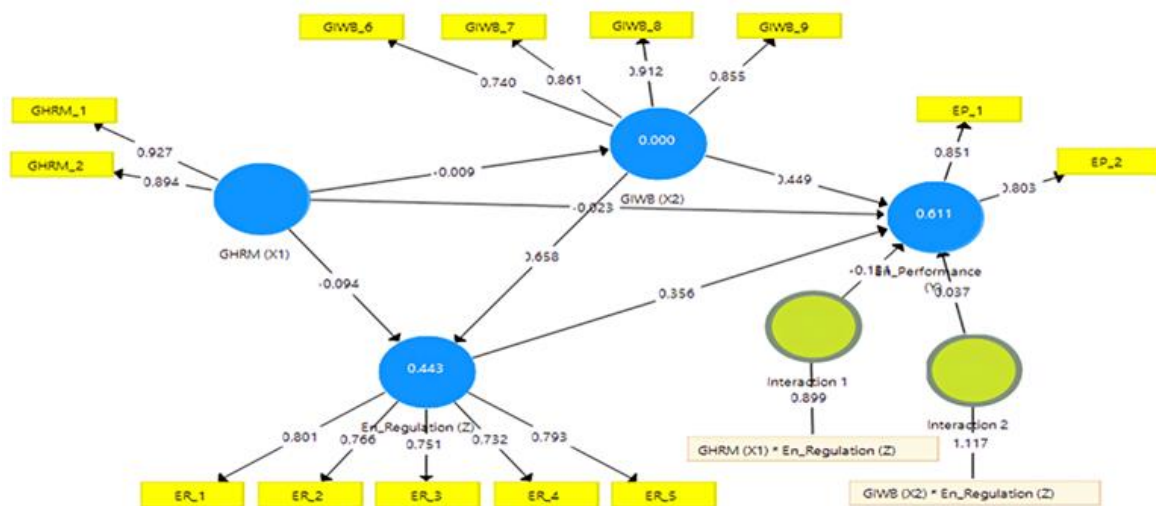 GIWB_6
GIWB_7
GIWB_8
GIWB_9
0.740
0.861
0.912
0.855
GHRM_1
GHRM_2
0.927
0.894
GHRM (X1)
-0.009
0.000
GIWB (X2)
-0.023
0.449
EP_1
EP_2
0.851
0.803
0.611
En_Performance
(Y)
-0.094
0.658
0.356
0.037
0.443
En_Regulation (Z)
Interaction 1
0.899
GHRM (X1) * En_Regulation (Z)
Interaction 2
1.117
GIWB (X2) * En_Regulation (Z)
0.801
0.766
0.751
0.732
0.793
ER_1
ER_2
ER_3
ER_4
ER_5